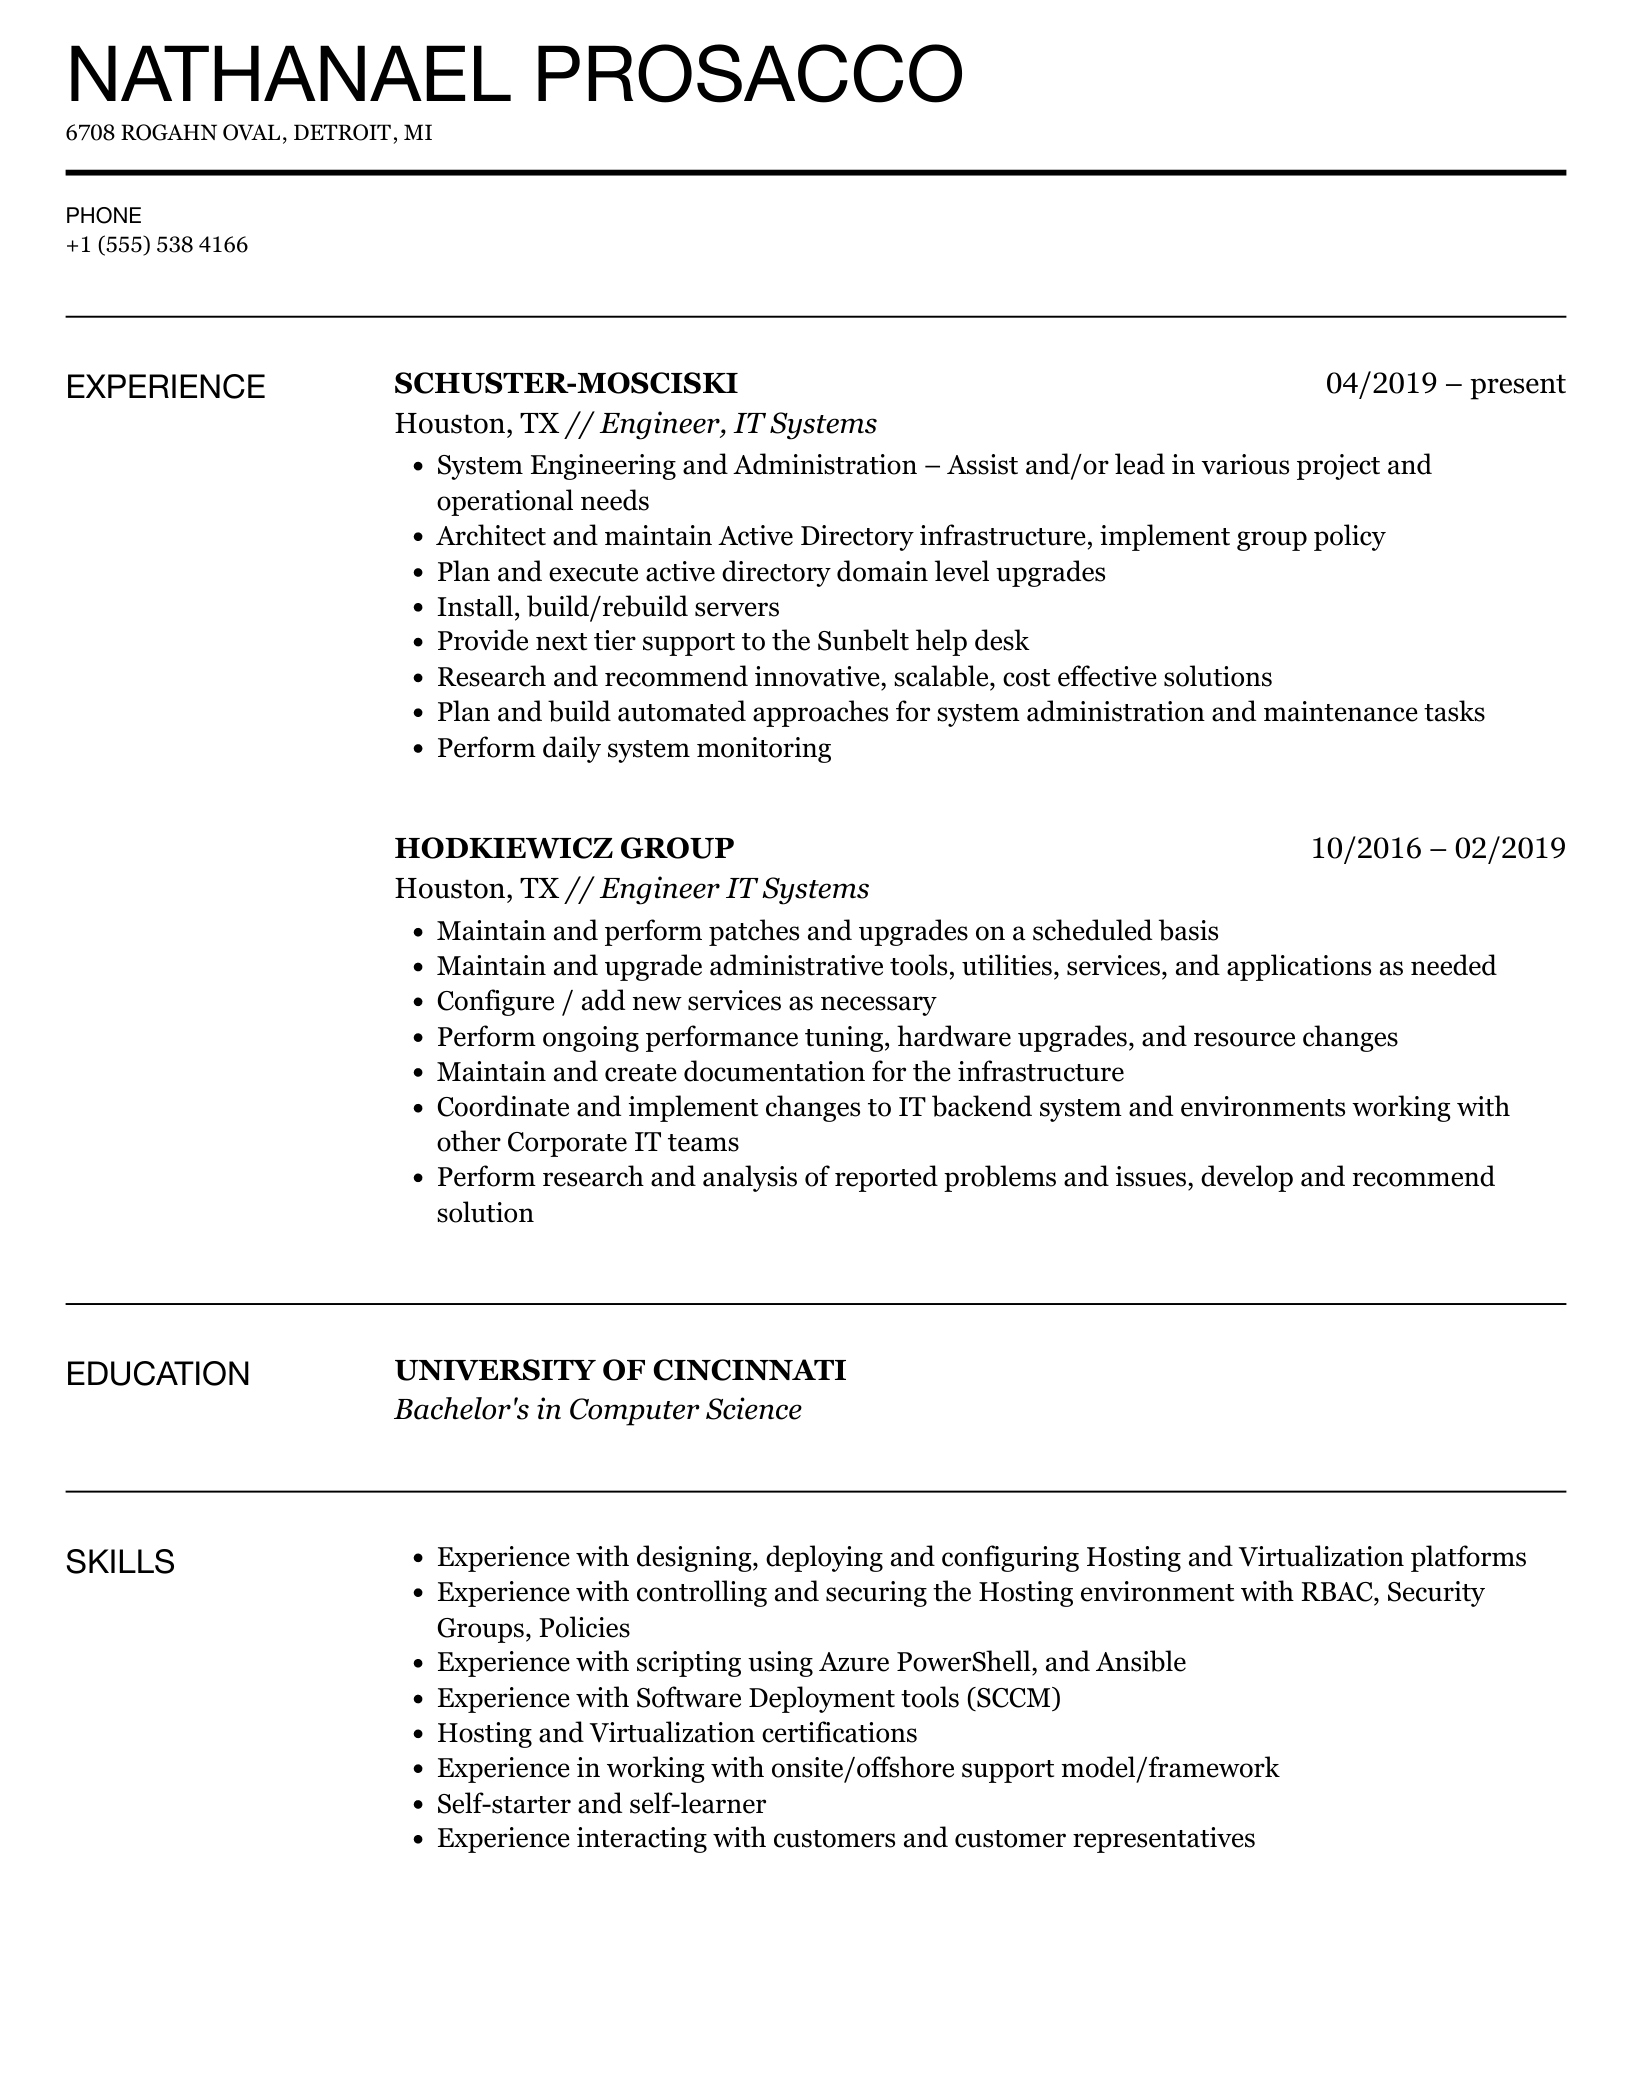 NATHANAEL PROSACCO
6708 ROGAHN OVAL, DETROIT, MI
PHONE
+1 (555) 538 4166
EXPERIENCE
SCHUSTER-MOSCISKI 04/2019 – present
Houston, TX // Engineer, IT Systems
• System Engineering and Administration – Assist and/or lead in various project and
operational needs
• Architect and maintain Active Directory infrastructure, implement group policy
• Plan and execute active directory domain level upgrades
• Install, build/rebuild servers
• Provide next tier support to the Sunbelt help desk
• Research and recommend innovative, scalable, cost effective solutions
• Plan and build automated approaches for system administration and maintenance tasks
• Perform daily system monitoring
HODKIEWICZ GROUP 10/2016 – 02/2019
Houston, TX // Engineer IT Systems
• Maintain and perform patches and upgrades on a scheduled basis
• Maintain and upgrade administrative tools, utilities, services, and applications as needed
• Configure / add new services as necessary
• Perform ongoing performance tuning, hardware upgrades, and resource changes
• Maintain and create documentation for the infrastructure
• Coordinate and implement changes to IT backend system and environments working with
other Corporate IT teams
• Perform research and analysis of reported problems and issues, develop and recommend
solution
EDUCATION
UNIVERSITY OF CINCINNATI
Bachelor's in Computer Science
SKILLS
• Experience with designing, deploying and configuring Hosting and Virtualization platforms
• Experience with controlling and securing the Hosting environment with RBAC, Security
Groups, Policies
• Experience with scripting using Azure PowerShell, and Ansible
• Experience with Software Deployment tools (SCCM)
• Hosting and Virtualization certifications
• Experience in working with onsite/offshore support model/framework
• Self-starter and self-learner
• Experience interacting with customers and customer representatives